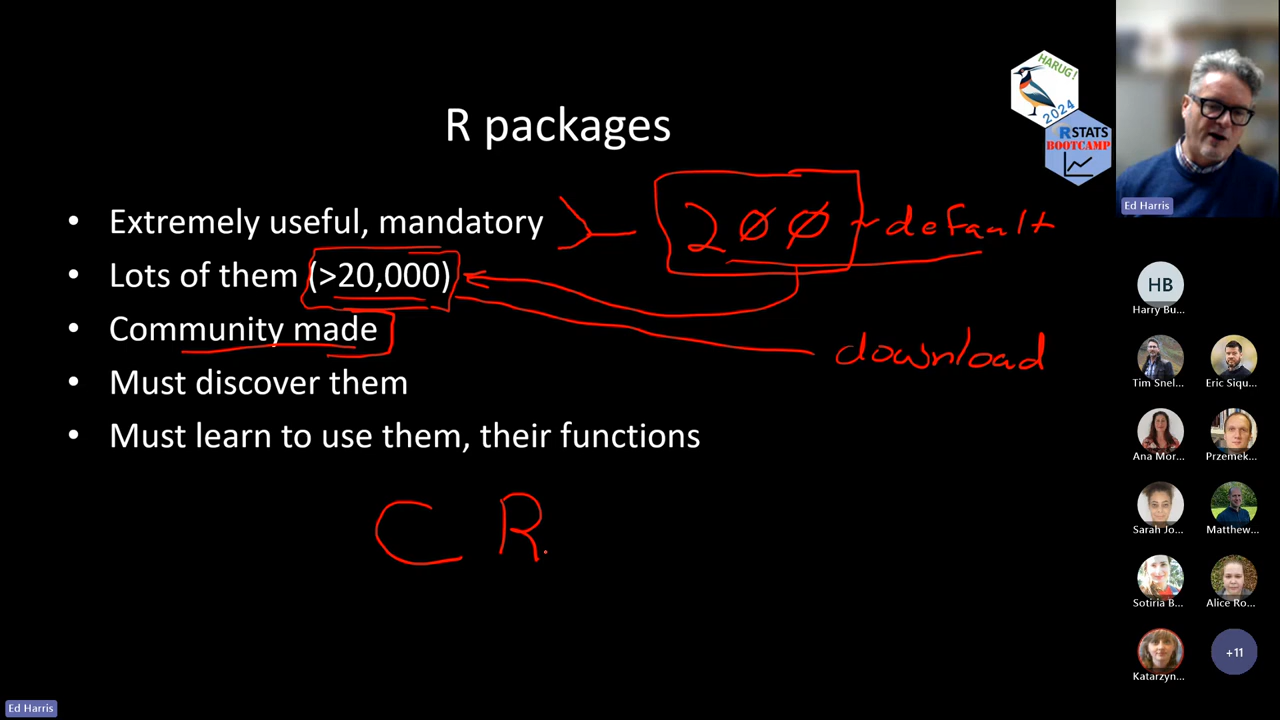 HARUG!
2024
RSTATS
BOOTCAMP
R packages
• Extremely useful, mandatory
200 ~ default
• Lots of them (>20,000)
• Community made
download
• Must discover them
• Must learn to use them, their functions
C R
Ed Harris
HB
Harry Bu...
Tim Snel...
Eric Siqu...
Ana Mor...
Przemek...
Sarah Jo...
Matthew...
Sotiria B...
Alice Ro...
Katarzyn...
+11
Ed Harris